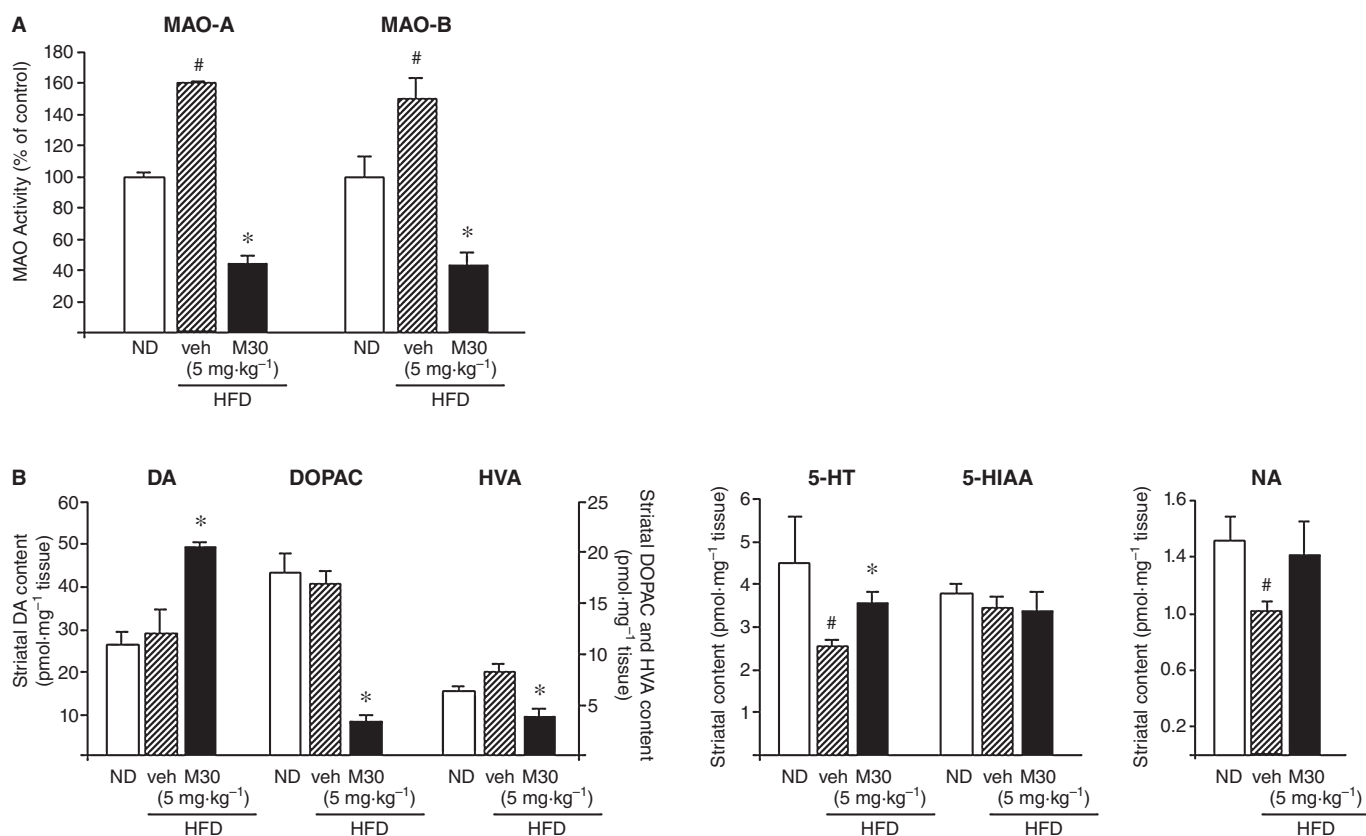 A
MAO-A
MAO-B
MAO Activity (% of control)
180
160
140
120
100
80
60
40
20
#
*
#
*
ND
veh
M30
(5 mg·kg⁻¹)
HFD
ND
veh
M30
(5 mg·kg⁻¹)
HFD
B
DA
DOPAC
HVA
Striatal DA content
(pmol·mg⁻¹ tissue)
60
50
40
30
20
10
*
*
*
25
20
15
10
5
Striatal DOPAC and HVA content
(pmol·mg⁻¹ tissue)
ND
veh M30
(5 mg·kg⁻¹)
HFD
ND
veh M30
(5 mg·kg⁻¹)
HFD
ND
veh M30
(5 mg·kg⁻¹)
HFD
5-HT
5-HIAA
Striatal content (pmol·mg⁻¹ tissue)
6
5
4
3
2
1
#
*
ND
veh M30
(5 mg·kg⁻¹)
HFD
ND
veh M30
(5 mg·kg⁻¹)
HFD
NA
Striatal content (pmol·mg⁻¹ tissue)
1.6
1.4
1.0
0.6
0.2
#
ND
veh M30
(5 mg·kg⁻¹)
HFD